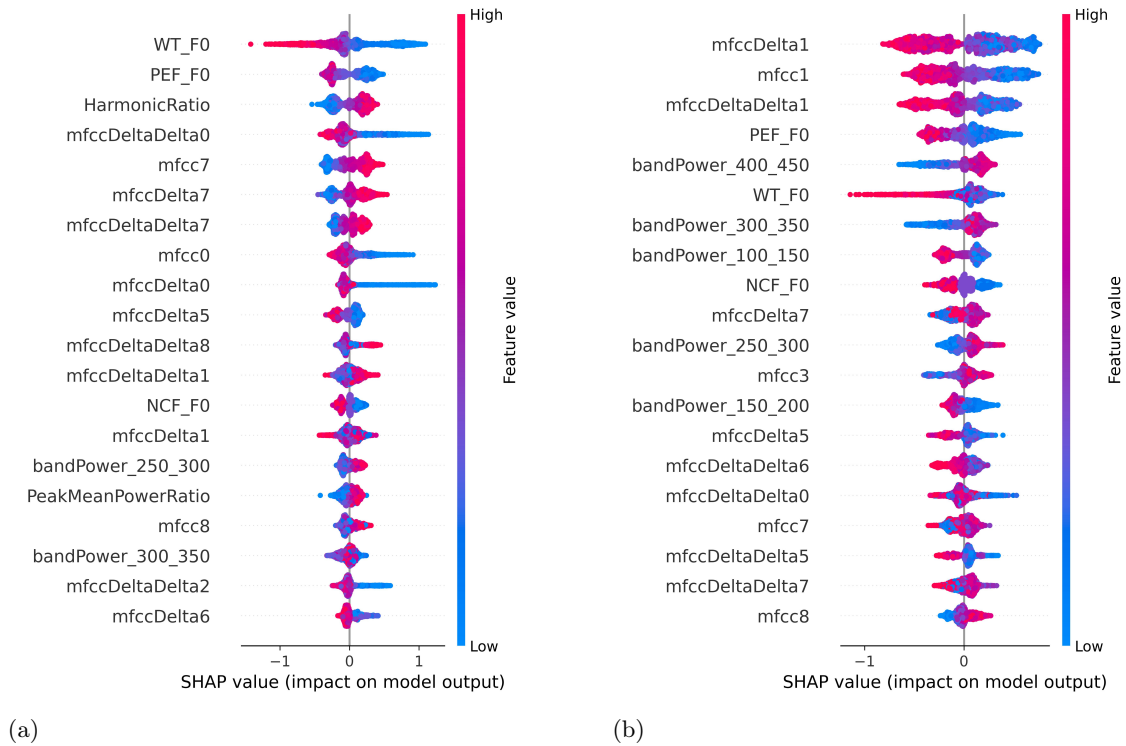 High
WT_F0
PEF_F0
HarmonicRatio
mfccDeltaDelta0
mfcc7
mfccDelta7
mfccDeltaDelta7
mfcc0
mfccDelta0
mfccDelta5
mfccDeltaDelta8
mfccDeltaDelta1
NCF_F0
mfccDelta1
bandPower_250_300
PeakMeanPowerRatio
mfcc8
bandPower_300_350
mfccDeltaDelta2
mfccDelta6
Feature value
Low
−1 0 1
SHAP value (impact on model output)
(a)
High
mfccDelta1
mfcc1
mfccDeltaDelta1
PEF_F0
bandPower_400_450
WT_F0
bandPower_300_350
bandPower_100_150
NCF_F0
mfccDelta7
bandPower_250_300
mfcc3
bandPower_150_200
mfccDelta5
mfccDeltaDelta6
mfccDeltaDelta0
mfcc7
mfccDeltaDelta5
mfccDeltaDelta7
mfcc8
Feature value
Low
−1 0
SHAP value (impact on model output)
(b)